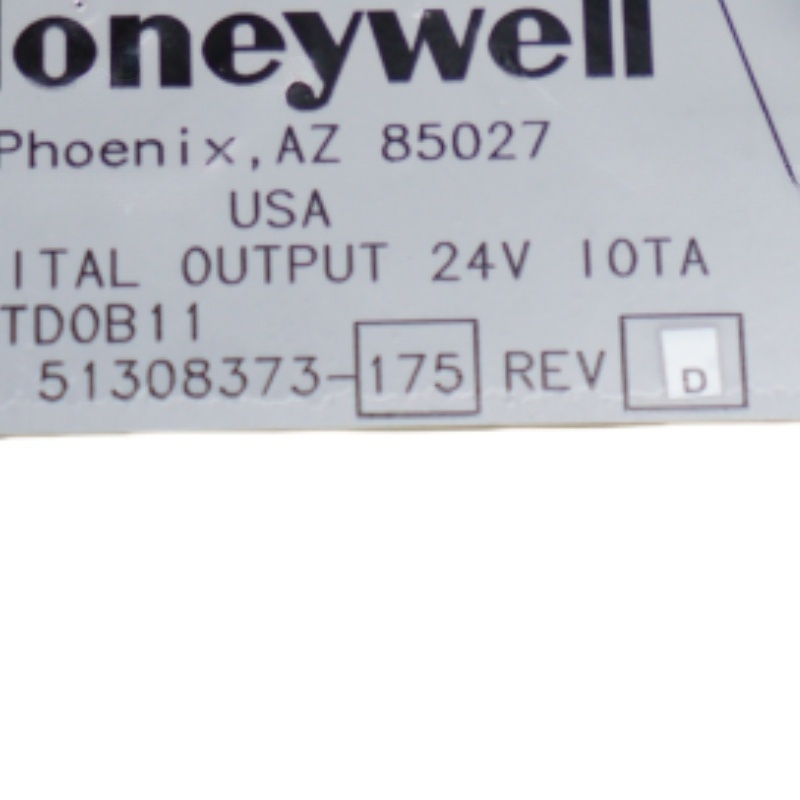 oneywell
Phoenix, AZ 85027
USA
ITAL OUTPUT 24V IOTA
TDOB11
51308373-175 REV D